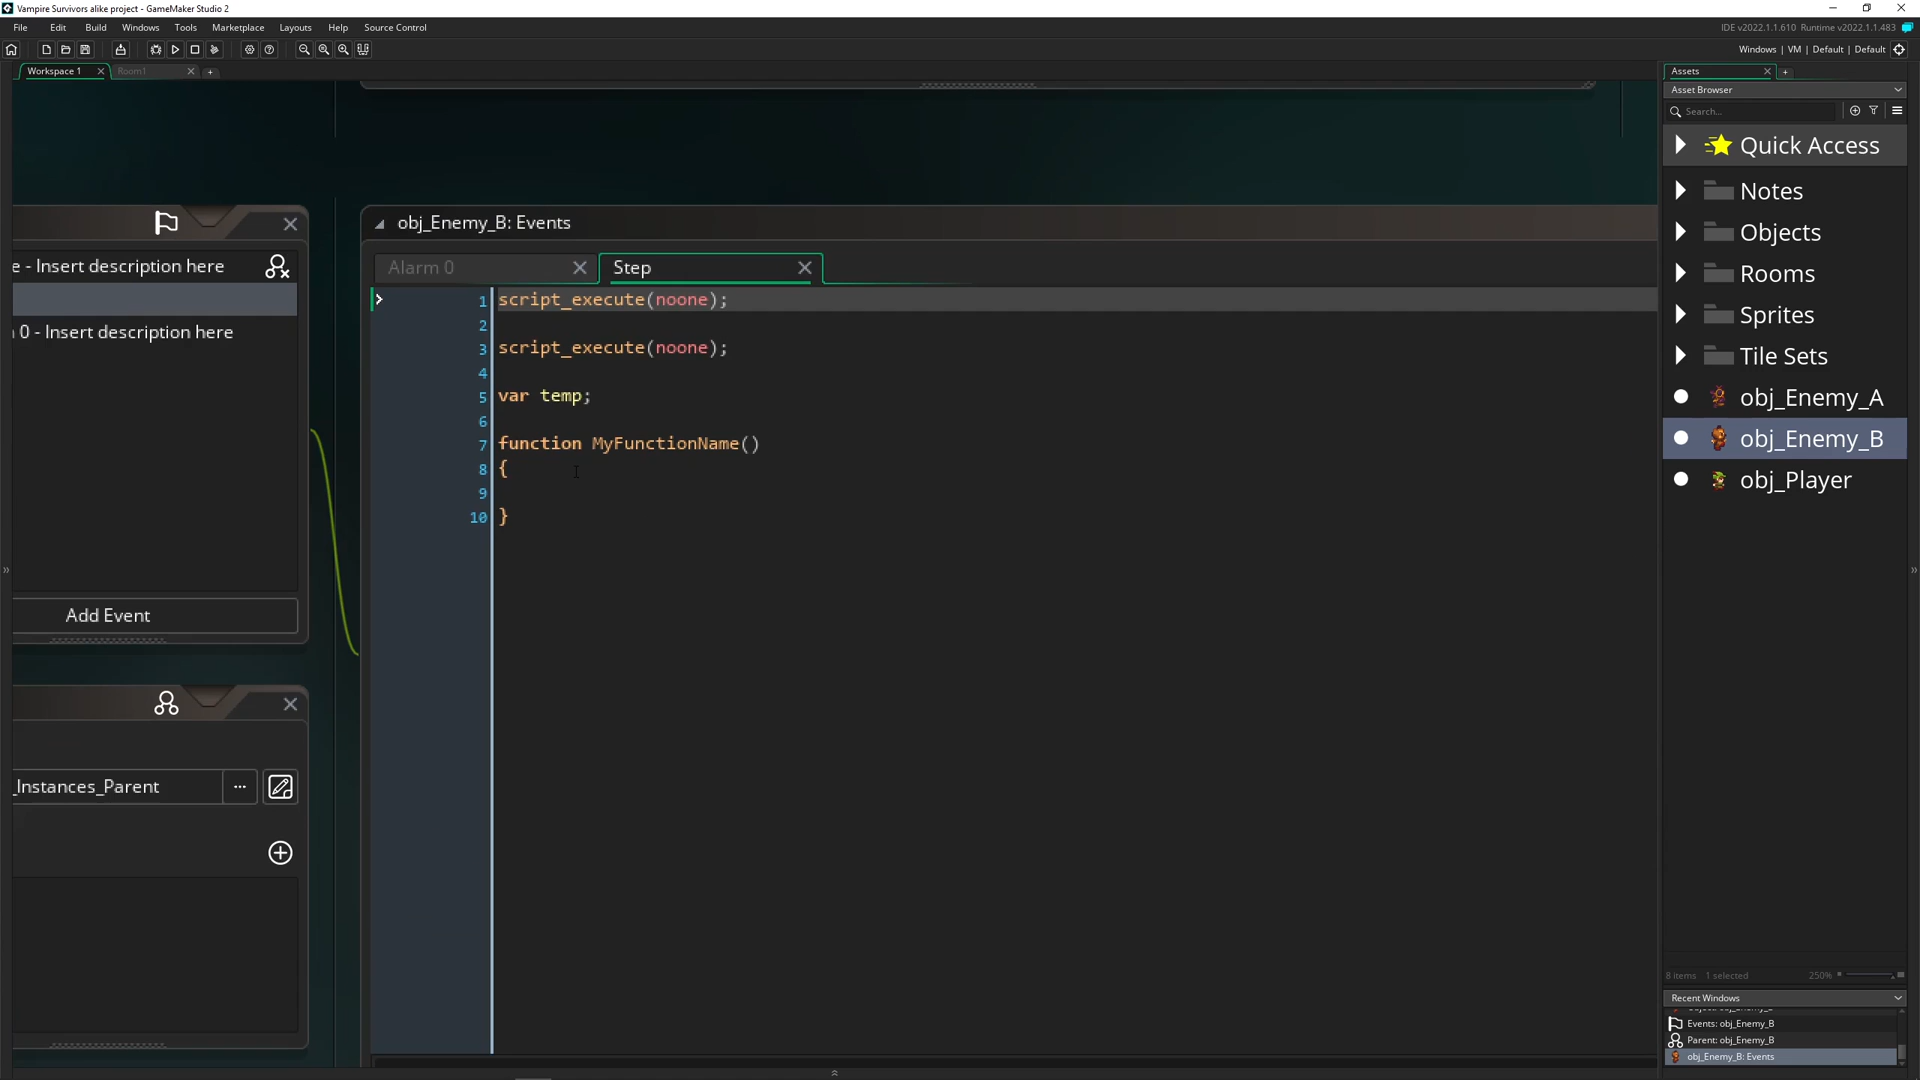 Vampire Survivors alike project - GameMaker Studio 2
File Edit Build Windows Tools Marketplace Layouts Help Source Control
IDE v2022.1.1.610 Runtime v2022.1.1.483
Windows | VM | Default | Default
Workspace 1
Room1
Assets
Asset Browser
Search...
Quick Access
Notes
Objects
Rooms
Sprites
Tile Sets
obj_Enemy_A
obj_Enemy_B
obj_Player
8 items 1 selected 250%
Recent Windows
Events: obj_Enemy_B
Parent: obj_Enemy_B
obj_Enemy_B: Events
e - Insert description here
0 - Insert description here
Add Event
_Instances_Parent
...
obj_Enemy_B: Events
Alarm 0
Step
1 script_execute(noone);
2
3 script_execute(noone);
4
5 var temp;
6
7 function MyFunctionName()
8 {
9
10 }